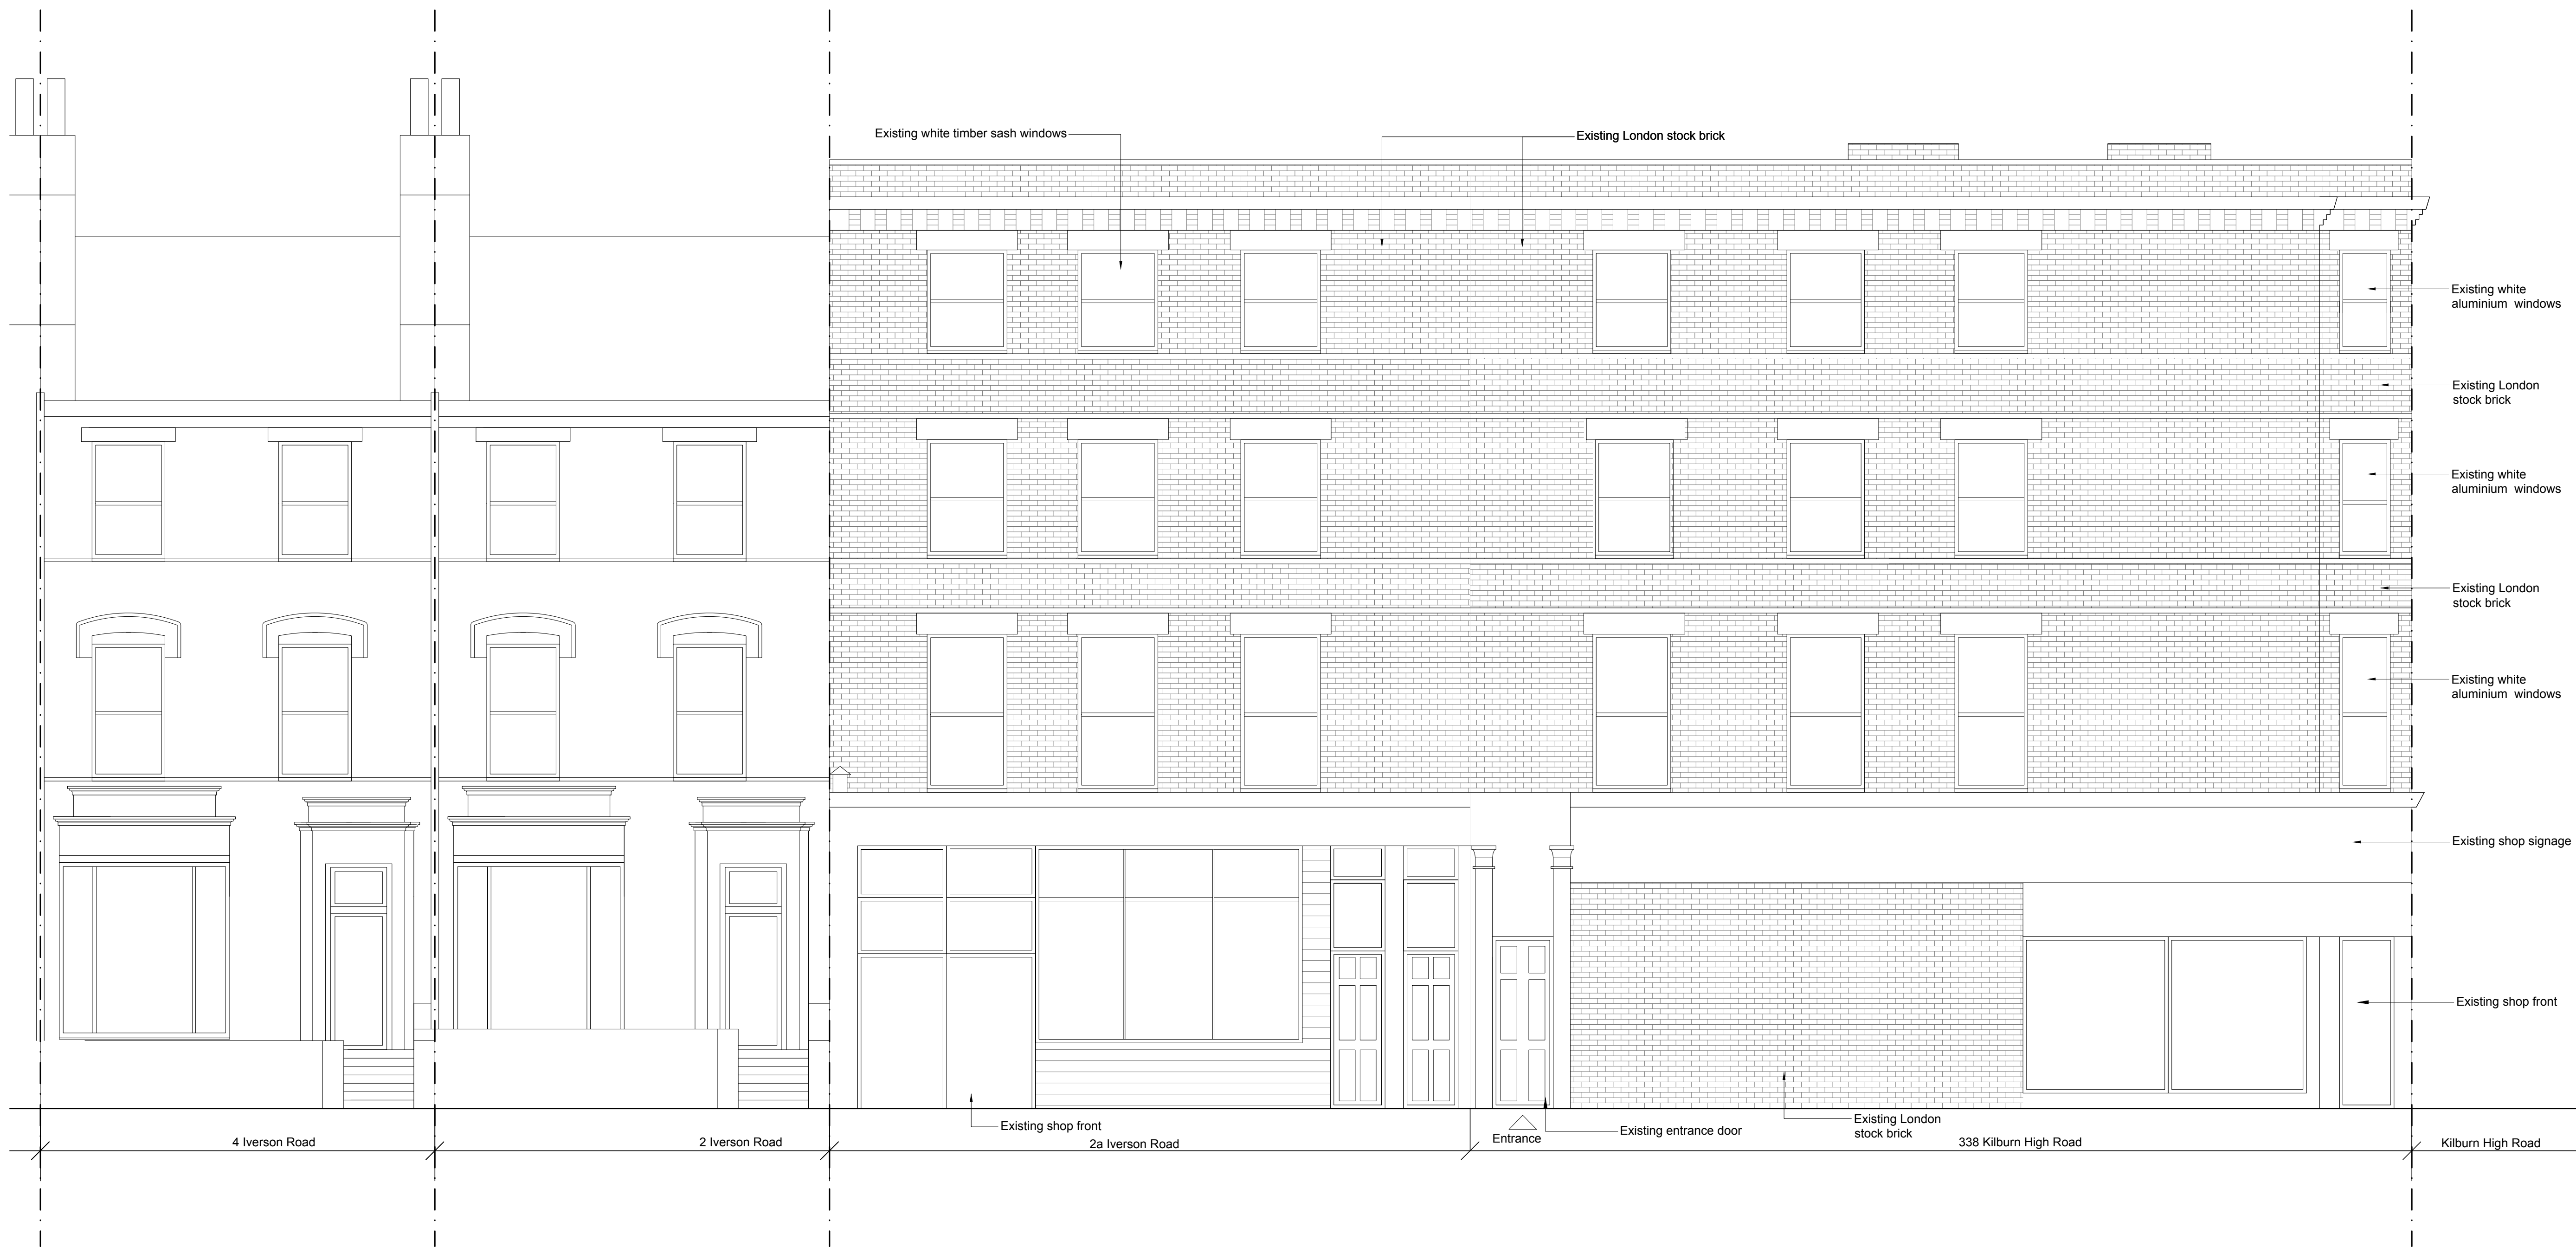 Existing white timber sash windows
Existing London stock brick
Existing white
aluminium windows
Existing London
stock brick
Existing white
aluminium windows
Existing London
stock brick
Existing white
aluminium windows
Existing shop signage
Existing shop front
Existing shop front
Entrance
Existing entrance door
Existing London
stock brick
4 Iverson Road
2 Iverson Road
2a Iverson Road
338 Kilburn High Road
Kilburn High Road